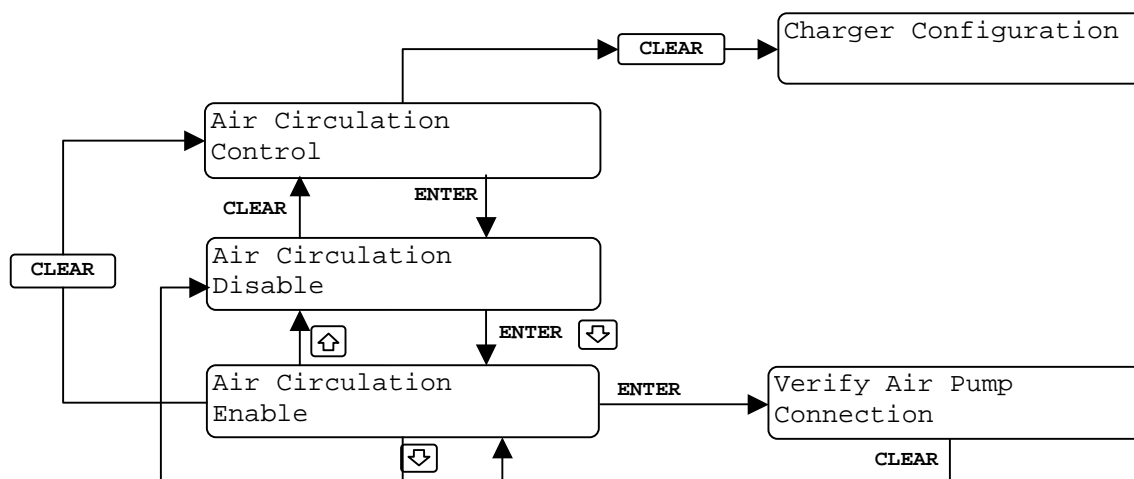 Charger Configuration
CLEAR
Air Circulation
Control
CLEAR
ENTER
Air Circulation
Disable
CLEAR
ENTER
Air Circulation
Enable
ENTER
Verify Air Pump
Connection
CLEAR